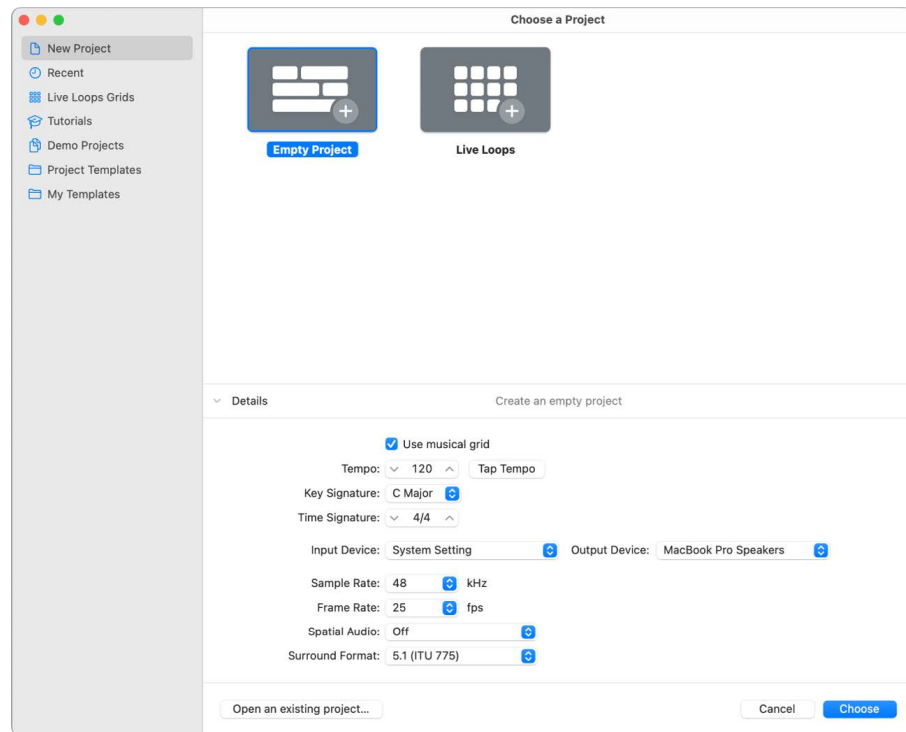 Choose a Project
New Project
Recent
Live Loops Grids
Tutorials
Demo Projects
Project Templates
My Templates
Empty Project
Live Loops
Details
Create an empty project
Use musical grid
Tempo: 120 Tap Tempo
Key Signature: C Major
Time Signature: 4/4
Input Device: System Setting Output Device: MacBook Pro Speakers
Sample Rate: 48 kHz
Frame Rate: 25 fps
Spatial Audio: Off
Surround Format: 5.1 (ITU 775)
Open an existing project... Cancel Choose